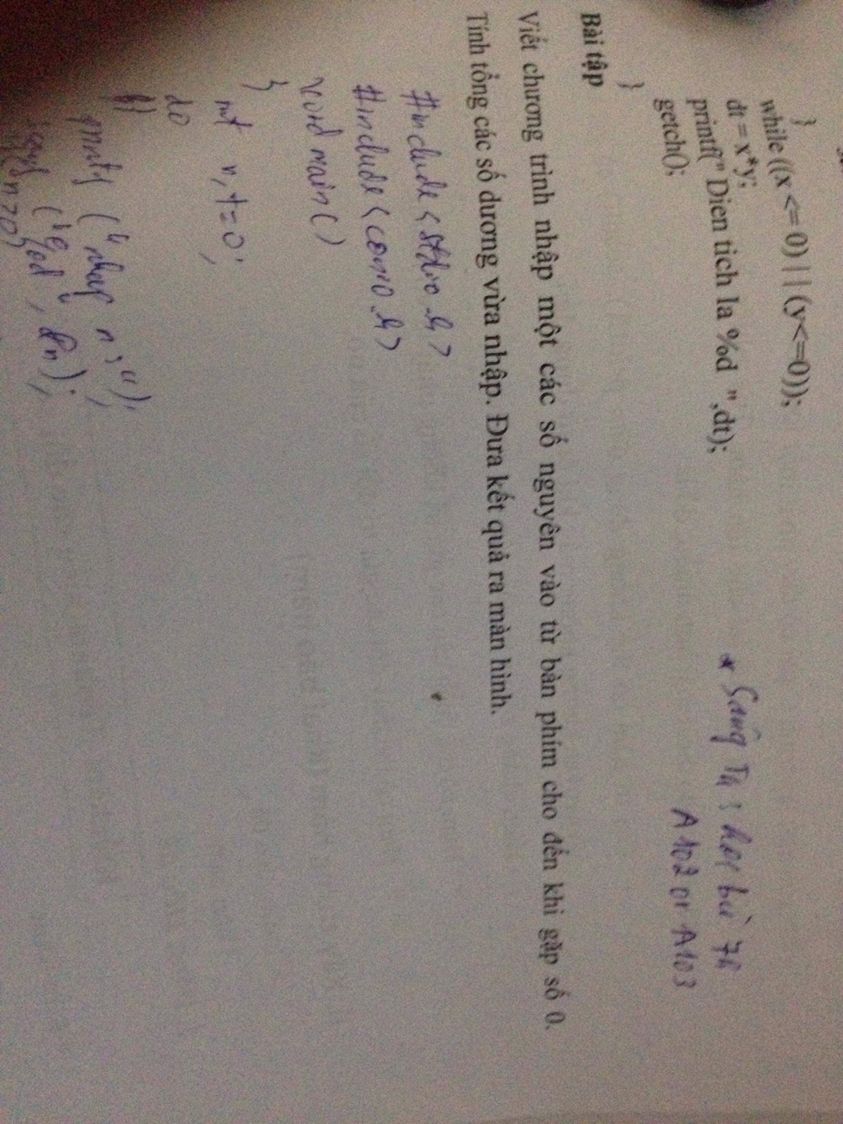 }
while ((x <= 0) || (y<=0));
dt = x*y;
printf(" Dien tich la %d ",dt);
getch();
}
* Sang T4: học bù 7h
A102 or A103
Bài tập
Viết chương trình nhập một các số nguyên vào từ bàn phím cho đến khi gặp số 0.
Tính tổng các số dương vừa nhập. Đưa kết quả ra màn hình.
#include <stdio.h>
#include <conio.h>
void main()
{
int n, t=0;
do
{
printf ("nhap n:");
scanf ("%d", &n);
n>0)